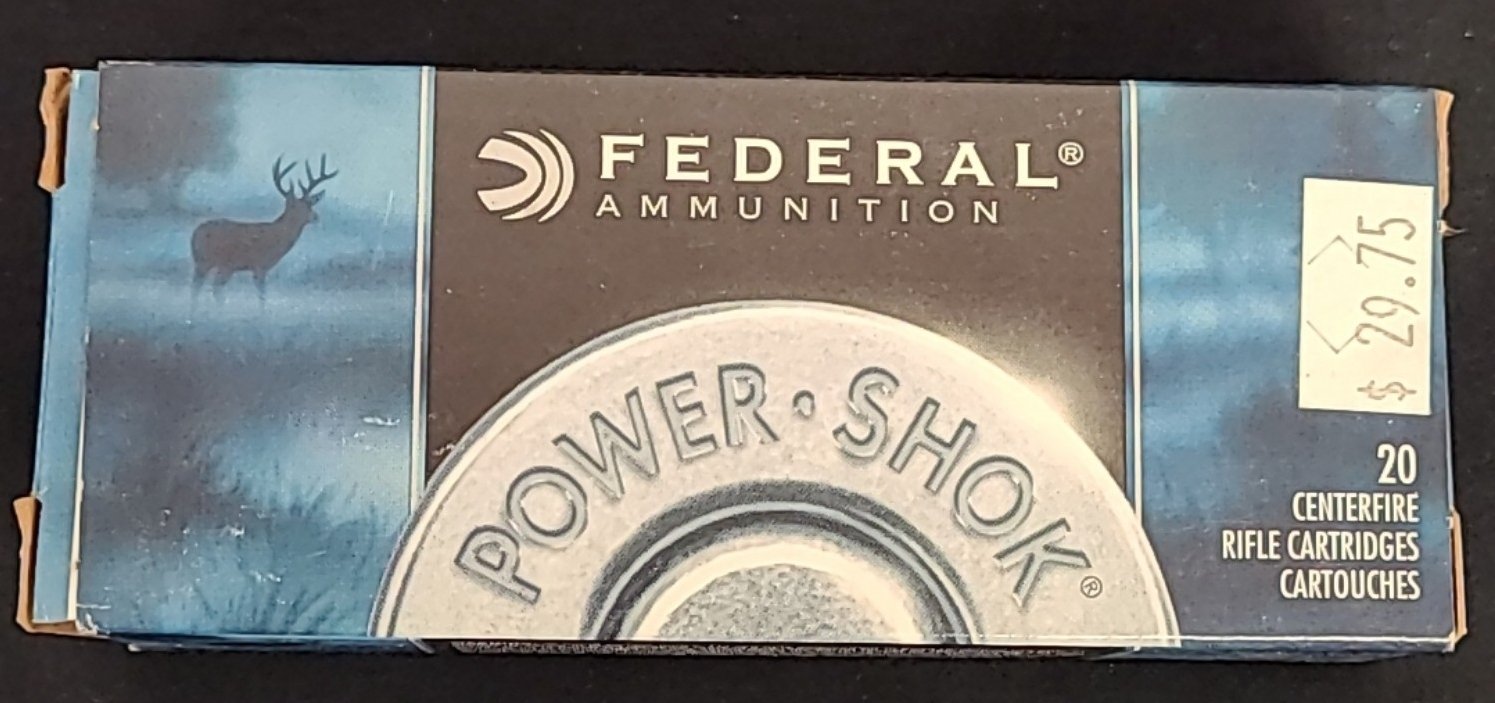 FEDERAL®
AMMUNITION
$ 29.75
POWER·SHOK®
20
CENTERFIRE
RIFLE CARTRIDGES
CARTOUCHES